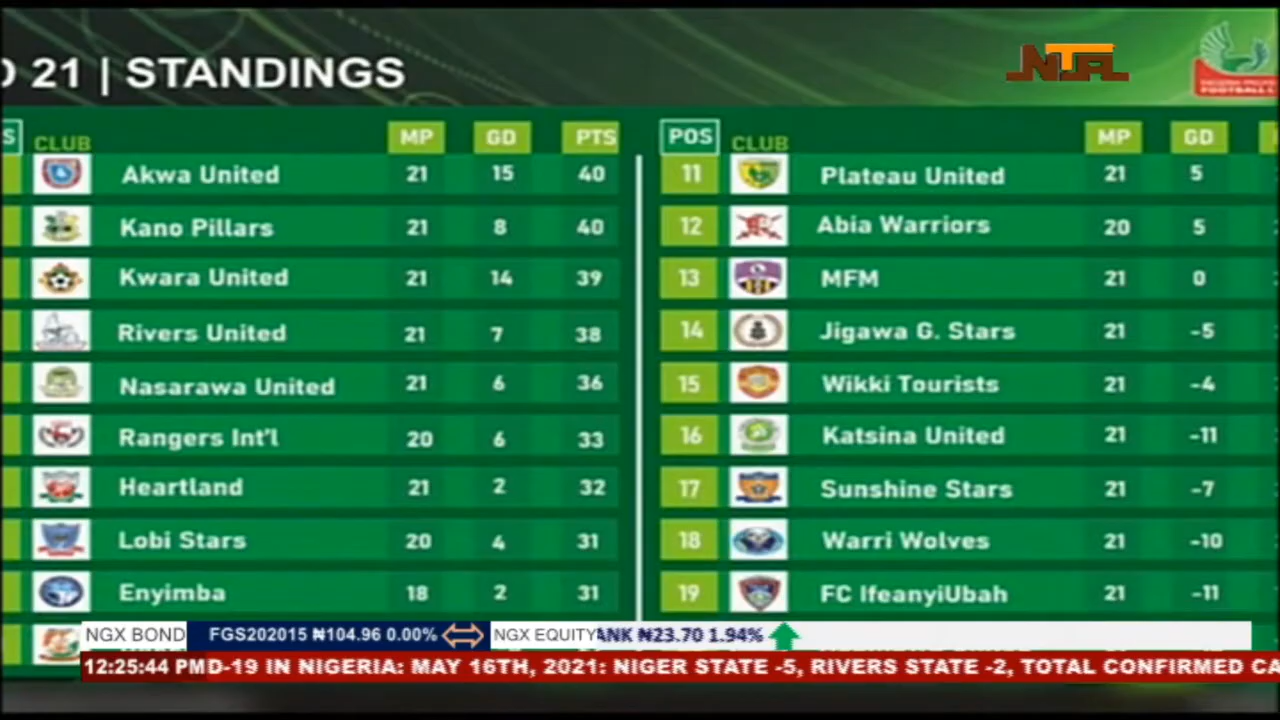 21 | STANDINGS
NTA
S CLUB MP GD PTS
Akwa United 21 15 40
Kano Pillars 21 8 40
Kwara United 21 14 39
Rivers United 21 7 38
Nasarawa United 21 6 36
Rangers Int'l 20 6 33
Heartland 21 2 32
Lobi Stars 20 4 31
Enyimba 18 2 31
POS CLUB MP GD
11 Plateau United 21 5
12 Abia Warriors 20 5
13 MFM 21 0
14 Jigawa G. Stars 21 -5
15 Wikki Tourists 21 -4
16 Katsina United 21 -11
17 Sunshine Stars 21 -7
18 Warri Wolves 21 -10
19 FC IfeanyiUbah 21 -11
NGX BOND FGS202015 ₦104.96 0.00% NGX EQUITY ANK ₦23.70 1.94%
12:25:44 PM D-19 IN NIGERIA: MAY 16TH, 2021: NIGER STATE -5, RIVERS STATE -2, TOTAL CONFIRMED CA